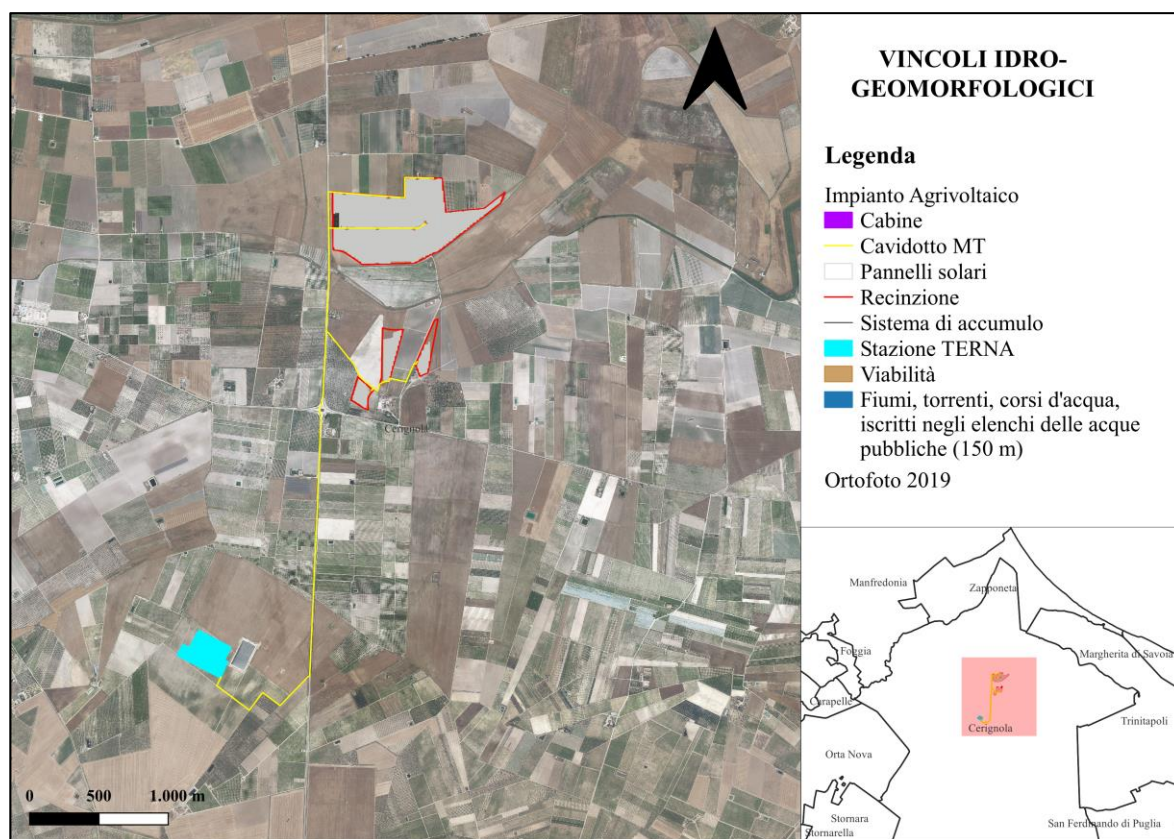 VINCOLI IDRO-
GEOMORFOLOGICI
Legenda
Impianto Agrivoltaico
Cabine
Cavidotto MT
Pannelli solari
Recinzione
Sistema di accumulo
Stazione TERNA
Viabilità
Fiumi, torrenti, corsi d'acqua,
iscritti negli elenchi delle acque
pubbliche (150 m)
Ortofoto 2019
Cerignola
0 500 1.000 m
Manfredonia
Zapponeta
Foggia
Margherita di Savoia
Carapelle
Trinitapoli
Cerignola
Orta Nova
Stornara
Stornarella
San Ferdinando di Puglia